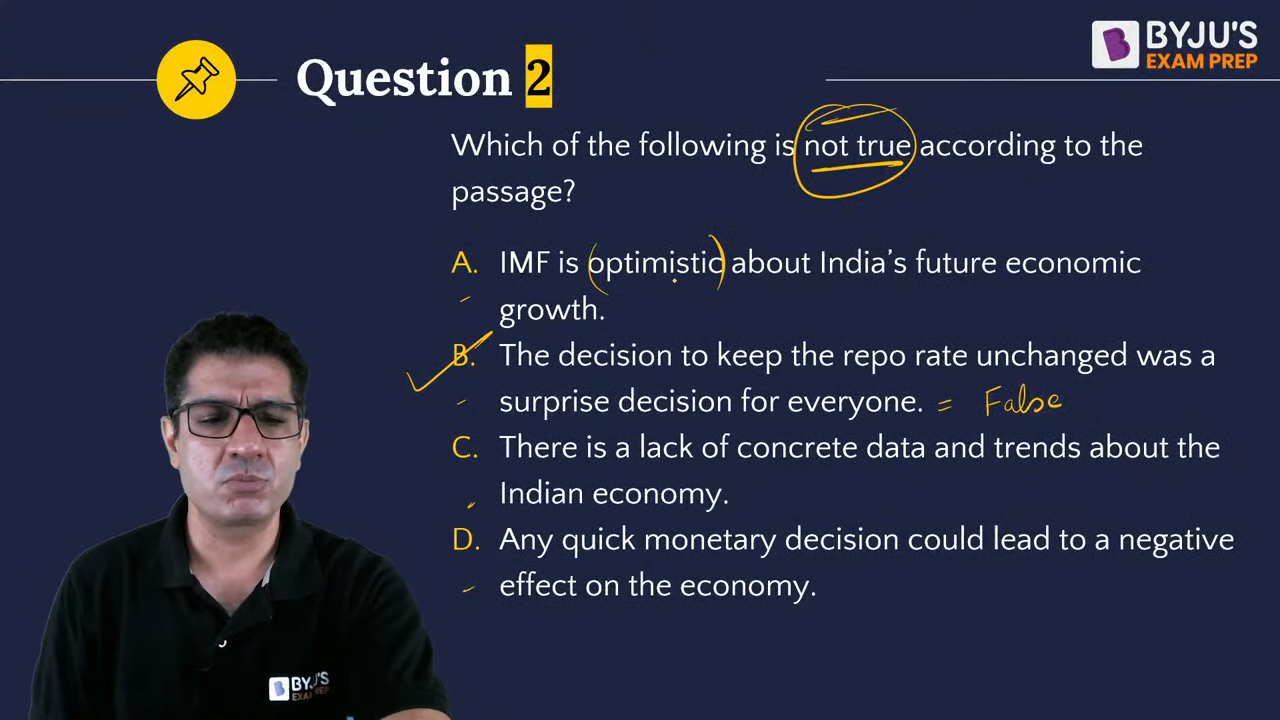 BYJU'S
EXAM PREP
Question 2
Which of the following is not true according to the
passage?
A. IMF is (optimistic) about India's future economic
growth.
B. The decision to keep the repo rate unchanged was a
surprise decision for everyone. = False
C. There is a lack of concrete data and trends about the
Indian economy.
D. Any quick monetary decision could lead to a negative
effect on the economy.
BYJU'S
EXAM PREP